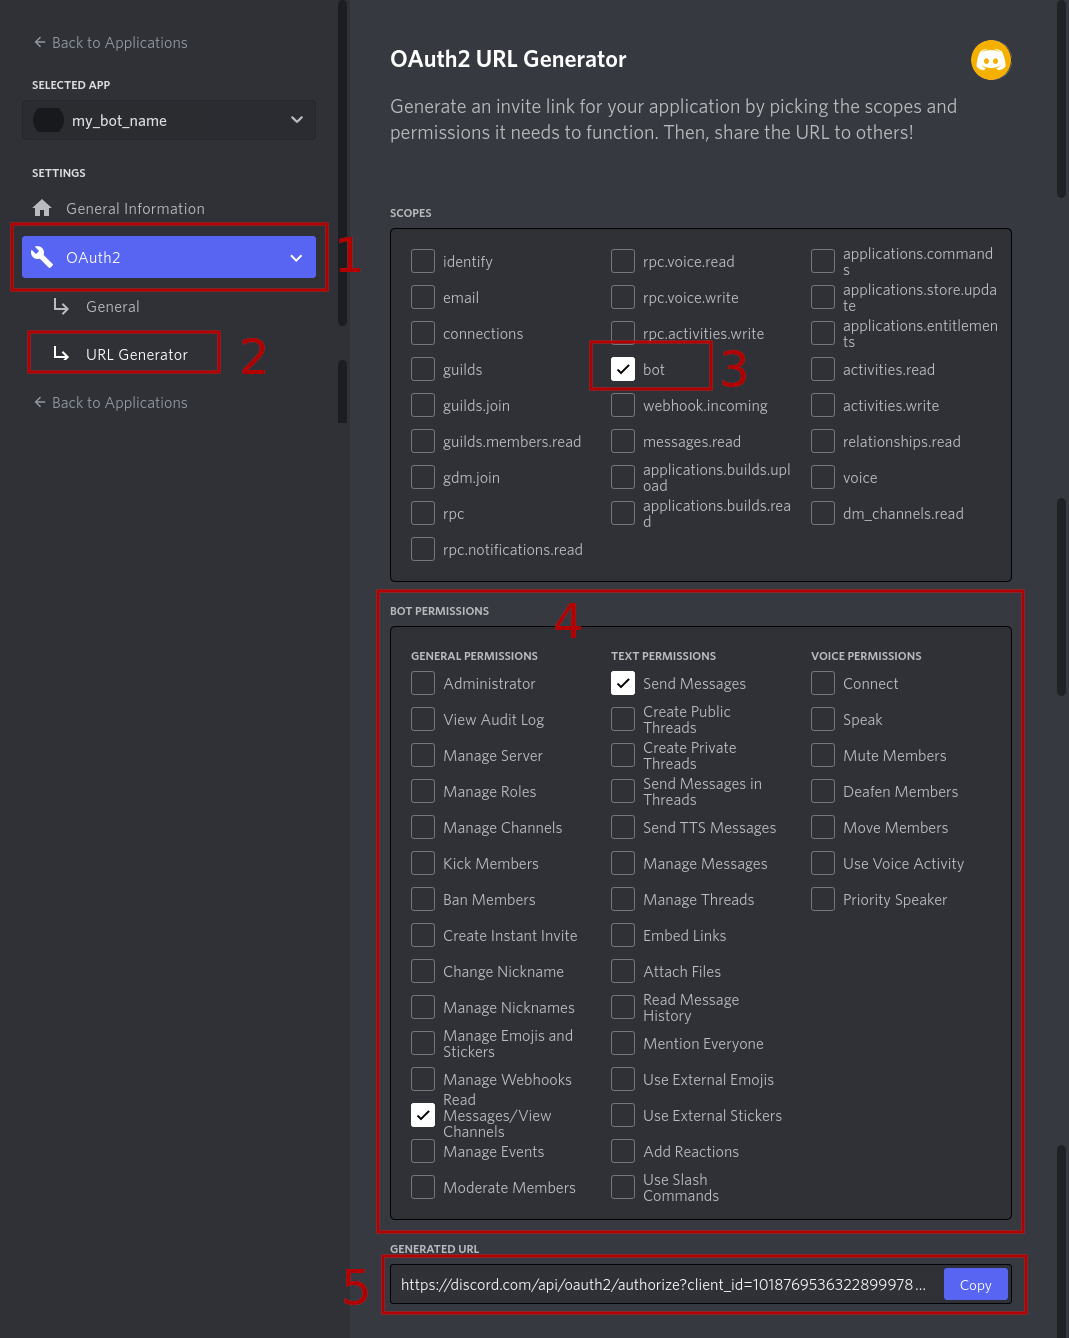 Back to Applications
SELECTED APP
my_bot_name
SETTINGS
General Information
OAuth2
1
General
URL Generator
2
Back to Applications
OAuth2 URL Generator
Generate an invite link for your application by picking the scopes and
permissions it needs to function. Then, share the URL to others!
SCOPES
identify
email
connections
guilds
guilds.join
guilds.members.read
gdm.join
rpc
rpc.notifications.read
rpc.voice.read
rpc.voice.write
rpc.activities.write
bot
3
webhook.incoming
messages.read
applications.builds.upl
oad
applications.builds.rea
d
applications.command
s
applications.store.upda
te
applications.entitlemen
ts
activities.read
activities.write
relationships.read
voice
dm_channels.read
BOT PERMISSIONS
4
GENERAL PERMISSIONS
Administrator
View Audit Log
Manage Server
Manage Roles
Manage Channels
Kick Members
Ban Members
Create Instant Invite
Change Nickname
Manage Nicknames
Manage Emojis and
Stickers
Manage Webhooks
Read
Messages/View
Channels
Manage Events
Moderate Members
TEXT PERMISSIONS
Send Messages
Create Public
Threads
Create Private
Threads
Send Messages in
Threads
Send TTS Messages
Manage Messages
Manage Threads
Embed Links
Attach Files
Read Message
History
Mention Everyone
Use External Emojis
Use External Stickers
Add Reactions
Use Slash
Commands
VOICE PERMISSIONS
Connect
Speak
Mute Members
Deafen Members
Move Members
Use Voice Activity
Priority Speaker
GENERATED URL
5
https://discord.com/api/oauth2/authorize?client_id=1018769536322899978...
Copy